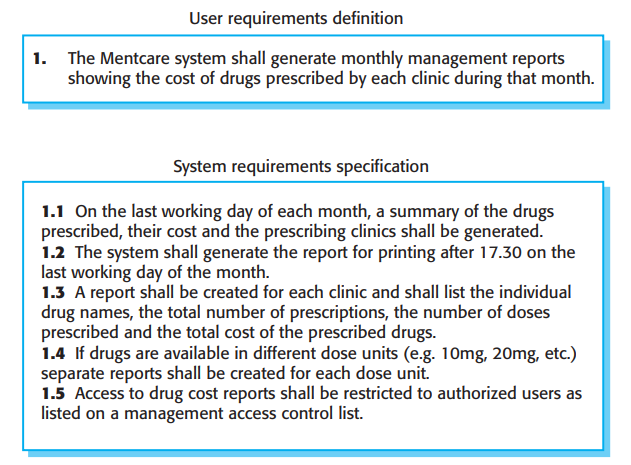 User requirements definition
1. The Mentcare system shall generate monthly management reports
showing the cost of drugs prescribed by each clinic during that month.
System requirements specification
1.1 On the last working day of each month, a summary of the drugs
prescribed, their cost and the prescribing clinics shall be generated.
1.2 The system shall generate the report for printing after 17.30 on the
last working day of the month.
1.3 A report shall be created for each clinic and shall list the individual
drug names, the total number of prescriptions, the number of doses
prescribed and the total cost of the prescribed drugs.
1.4 If drugs are available in different dose units (e.g. 10mg, 20mg, etc.)
separate reports shall be created for each dose unit.
1.5 Access to drug cost reports shall be restricted to authorized users as
listed on a management access control list.